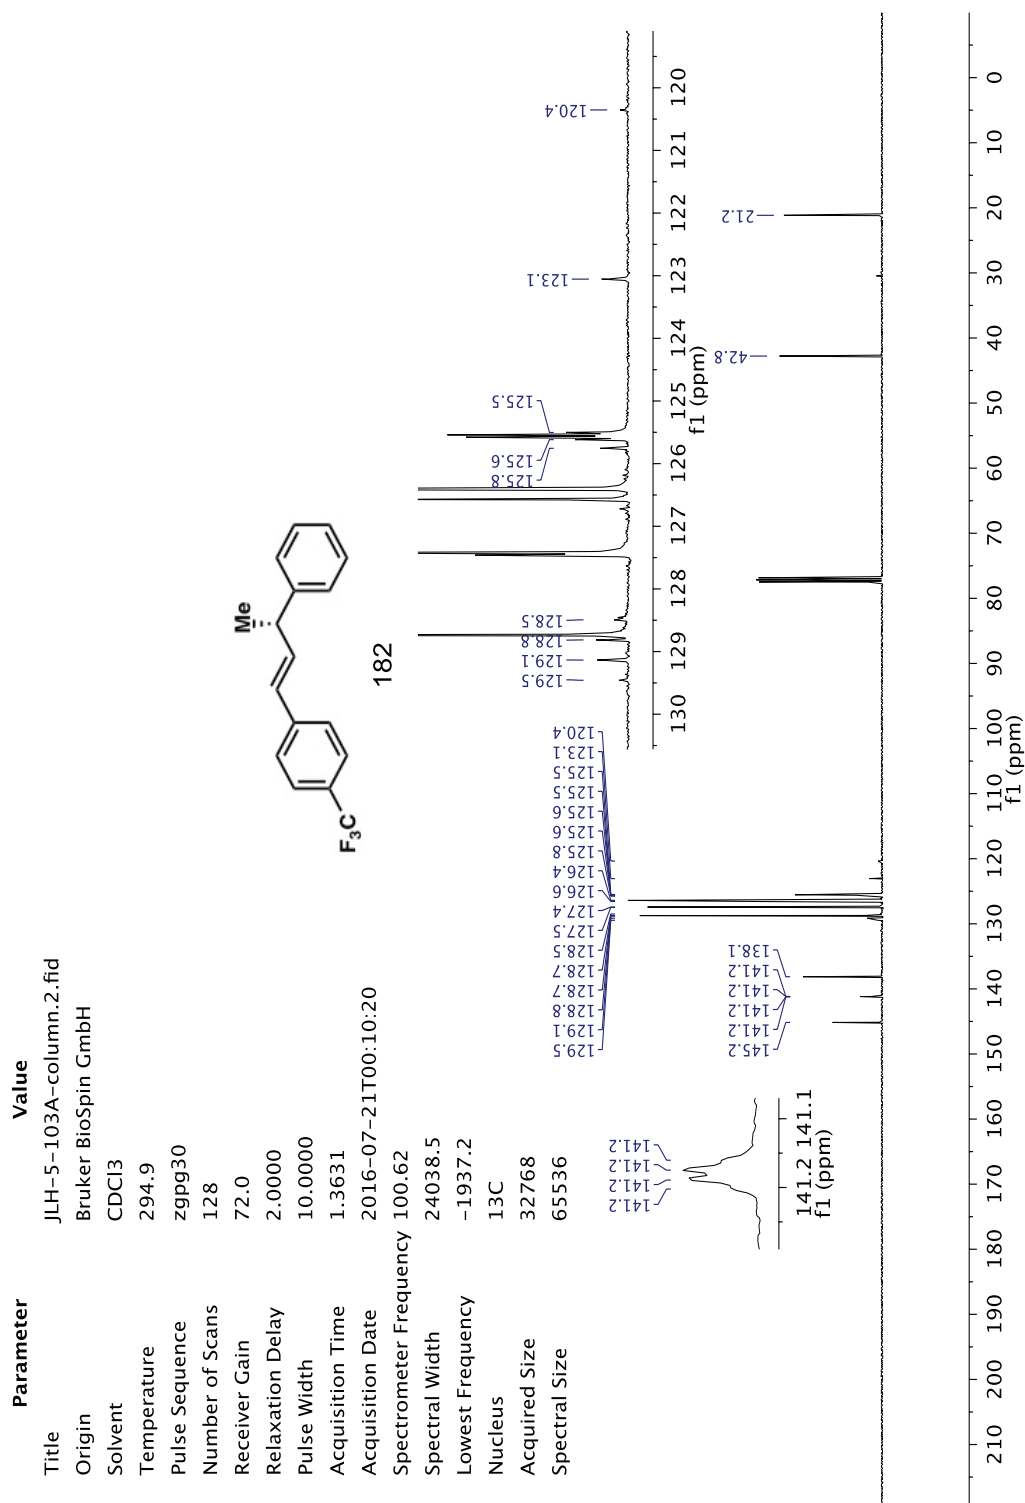 Parameter Value
Title JLH-5-103A-column.2.fid
Origin Bruker BioSpin GmbH
Solvent CDCl3
Temperature 294.9
Pulse Sequence zgpg30
Number of Scans 128
Receiver Gain 72.0
Relaxation Delay 2.0000
Pulse Width 10.0000
Acquisition Time 1.3631
Acquisition Date 2016-07-21T00:10:20
Spectrometer Frequency 100.62
Spectral Width 24038.5
Lowest Frequency -1937.2
Nucleus 13C
Acquired Size 32768
Spectral Size 65536
F3C
Me
182
129.5
129.1
128.8
128.5
125.8
125.6
125.5
123.1
120.4
130 129 128 127 126 125 124 123 122 121 120
f1 (ppm)
141.2
141.2
141.2
141.2
141.2 141.1
f1 (ppm)
145.2
141.2
141.2
141.2
141.2
138.1
129.5
129.1
128.8
128.7
128.7
128.5
127.5
127.4
126.6
126.4
125.8
125.6
125.6
125.5
125.5
123.1
120.4
42.8
21.2
210 200 190 180 170 160 150 140 130 120 110 100 90 80 70 60 50 40 30 20 10 0
f1 (ppm)